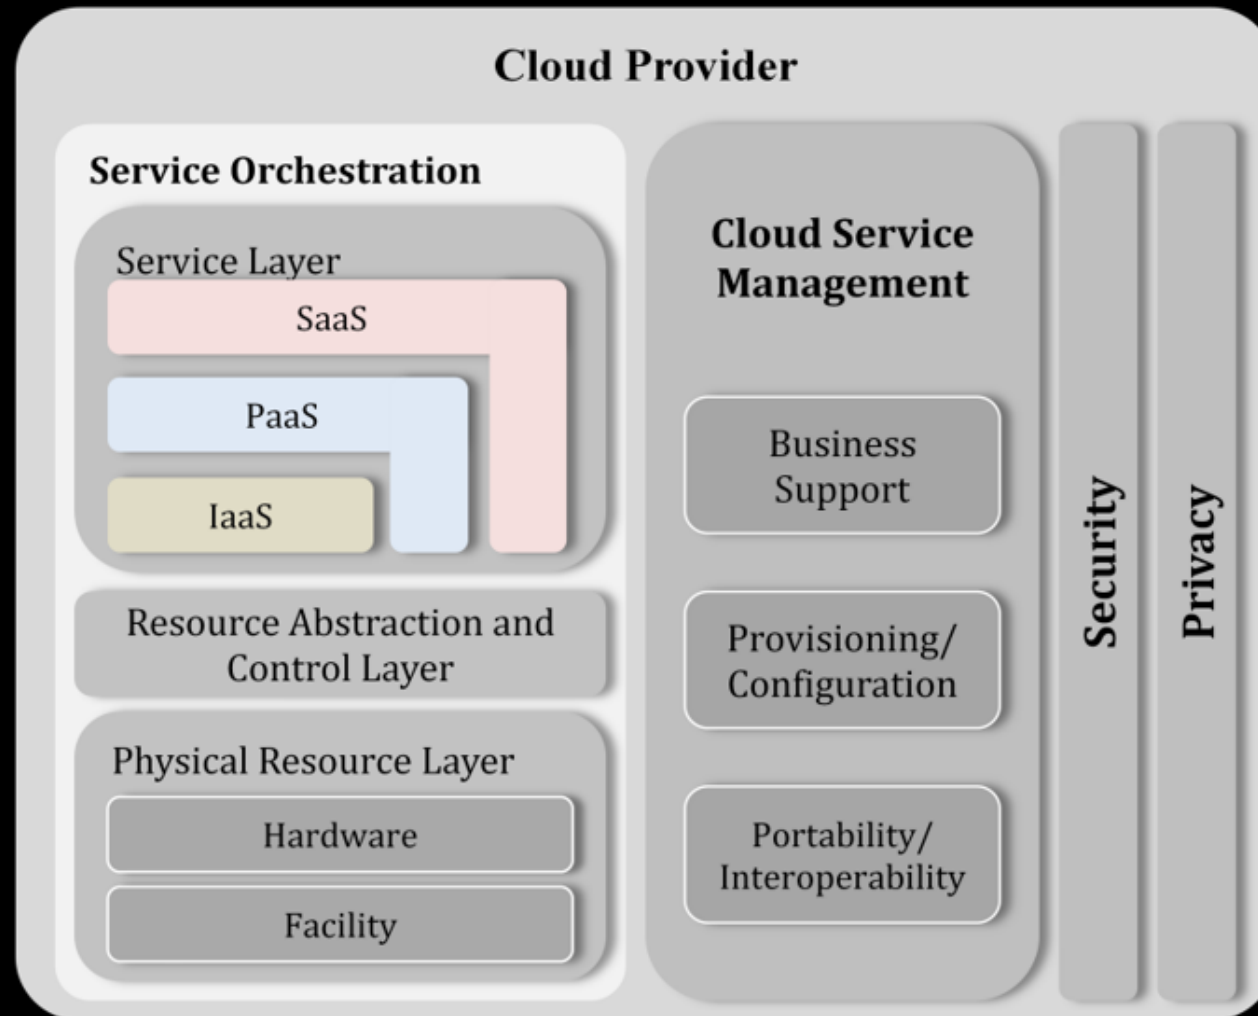 Cloud Provider
Service Orchestration
Service Layer
SaaS
PaaS
IaaS
Resource Abstraction and
Control Layer
Physical Resource Layer
Hardware
Facility
Cloud Service
Management
Business
Support
Provisioning/
Configuration
Portability/
Interoperability
Security
Privacy